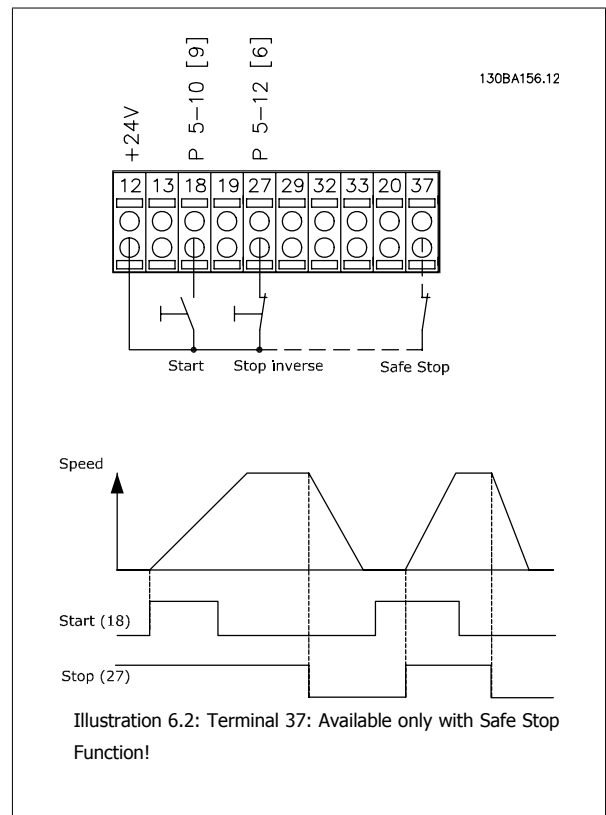 130BA156.12
+24V
P 5-10 [9]
P 5-12 [6]
12 13 18 19 27 29 32 33 20 37
Start Stop inverse Safe Stop
Speed
Start (18)
Stop (27)
Illustration 6.2: Terminal 37: Available only with Safe Stop
Function!